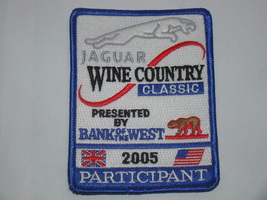 JAGUAR
WINE COUNTRY
CLASSIC
PRESENTED
BY
BANK OF THE WEST
2005
PARTICIPANT